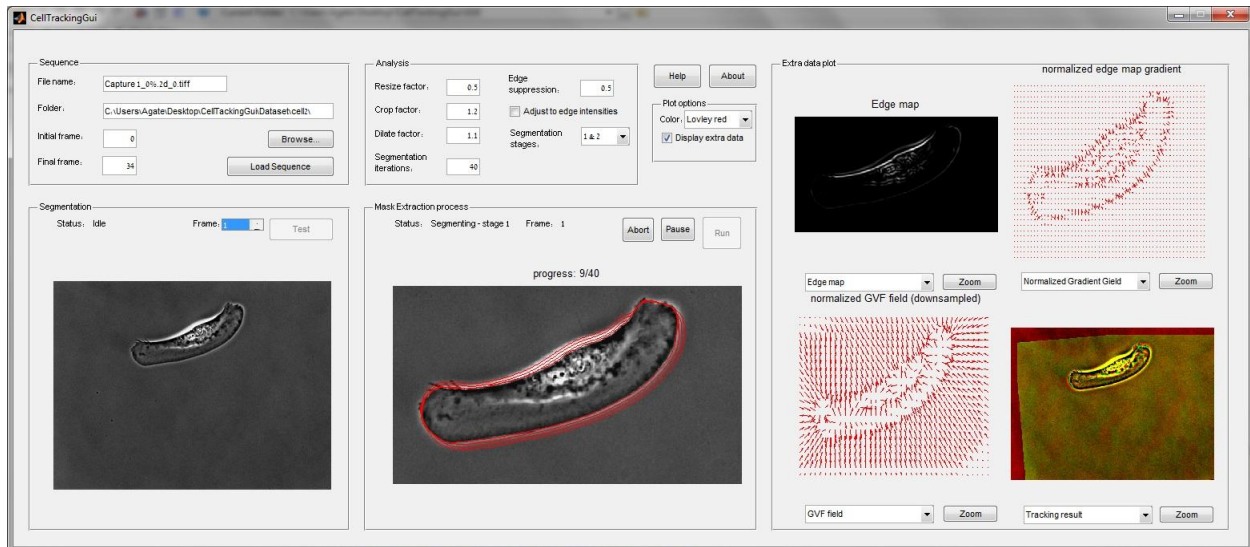 CellTrackingGui
Sequence
File name:
Capture 1_0%.2d_0.tiff
Folder:
C:\Users\Agate\Desktop\CellTrackingGui\Dataset\cell2\
Initial frame:
0
Browse...
Final frame:
34
Load Sequence
Analysis
Resize factor:
0.5
Edge
suppression:
0.5
Crop factor:
1.2
Adjust to edge intensities
Dilate factor:
1.1
Segmentation
stages:
1 & 2
Segmentation
iterations:
40
Help
About
Plot options
Color:
Lovley red
Display extra data
Segmentation
Status: Idle
Frame:
1
Test
Mask Extraction process
Status: Segmenting - stage 1 Frame: 1
Abort
Pause
Run
progress: 9/40
Extra data plot
Edge map
normalized edge map gradient
Edge map
Zoom
Normalized Gradient Gield
Zoom
normalized GVF field (downsampled)
GVF field
Zoom
Tracking result
Zoom